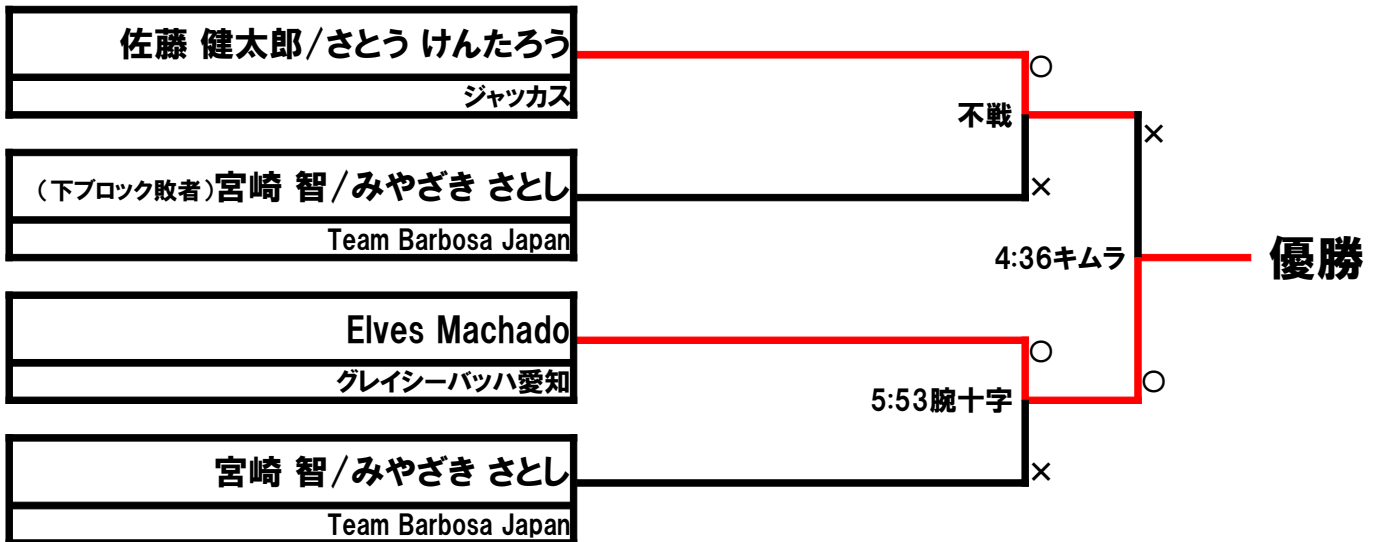 佐藤 健太郎/さとう けんたろう
ジャッカス
○
不戦
×
×
(下ブロック敗者)宮崎 智/みやざき さとし
Team Barbosa Japan
4:36キムラ
優勝
Elves Machado
グレイシーバッハ愛知
○
5:53腕十字
○
×
宮崎 智/みやざき さとし
Team Barbosa Japan